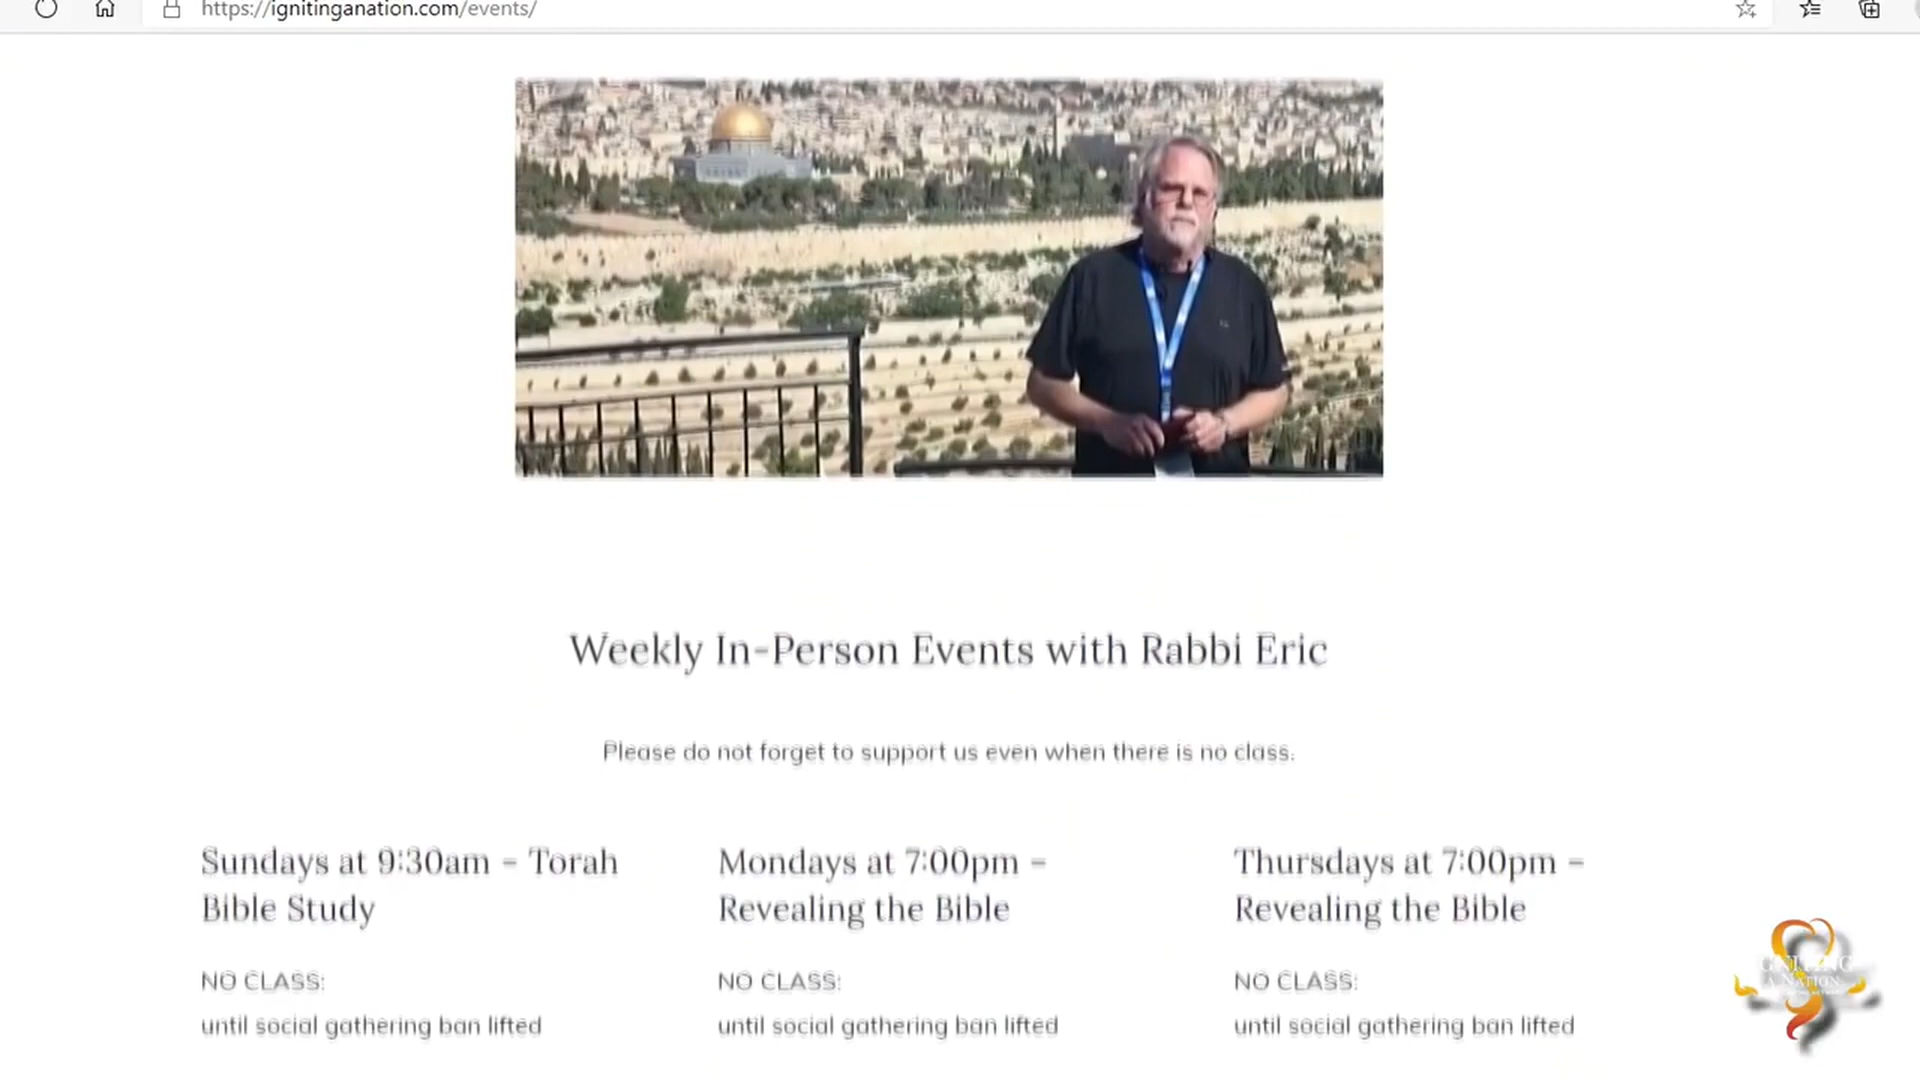 https://ignitinganation.com/events/
Weekly In-Person Events with Rabbi Eric
Please do not forget to support us even when there is no class.
Sundays at 9:30am - Torah
Bible Study
NO CLASS:
until social gathering ban lifted
Mondays at 7:00pm -
Revealing the Bible
NO CLASS:
until social gathering ban lifted
Thursdays at 7:00pm -
Revealing the Bible
NO CLASS:
until social gathering ban lifted
IGNITING
A NATION